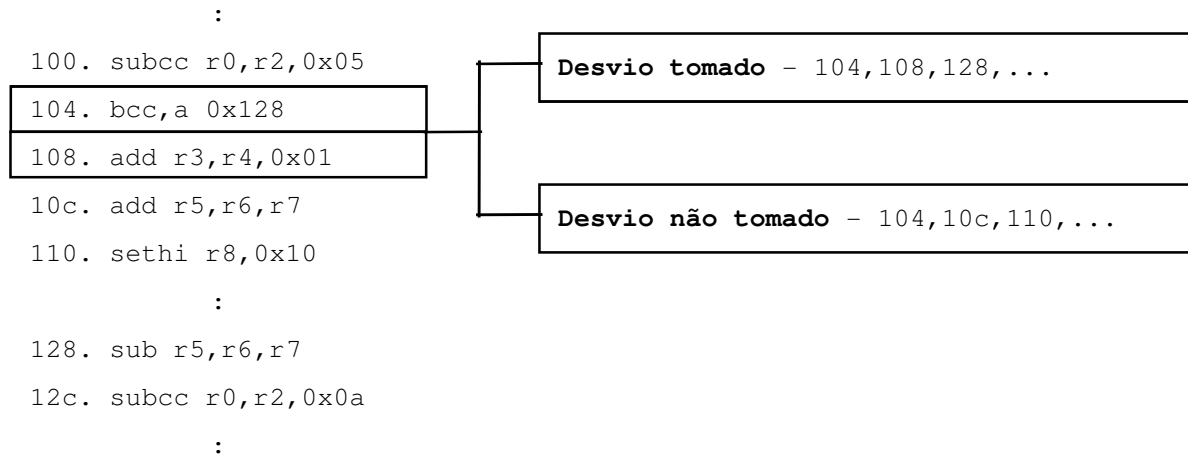 :
100. subcc r0,r2,0x05
104. bcc,a 0x128
108. add r3,r4,0x01
10c. add r5,r6,r7
110. sethi r8,0x10
:
128. sub r5,r6,r7
12c. subcc r0,r2,0x0a
:
Desvio tomado – 104,108,128,...
Desvio não tomado – 104,10c,110,...